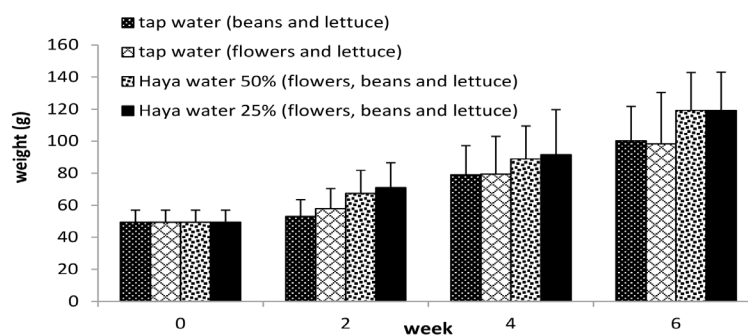 tap water (beans and lettuce)
tap water (flowers and lettuce)
Haya water 50% (flowers, beans and lettuce)
Haya water 25% (flowers, beans and lettuce)
160
140
120
100
80
60
40
20
0
weight (g)
0 2 4 6
week